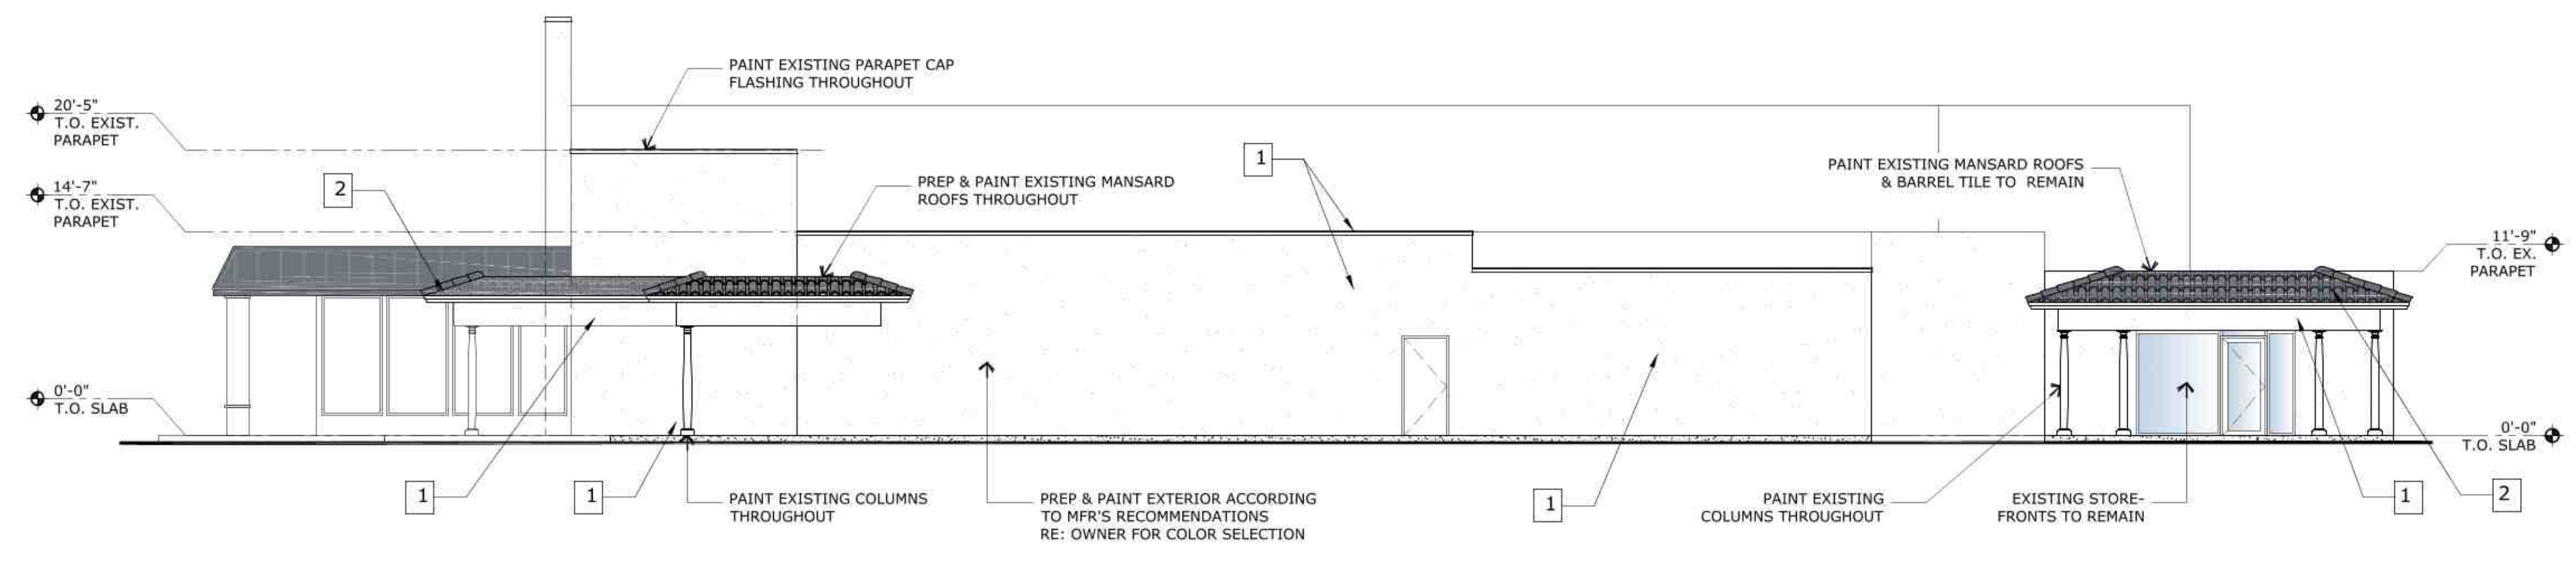 PAINT EXISTING PARAPET CAP
FLASHING THROUGHOUT
20'-5"
T.O. EXIST.
PARAPET
14'-7"
T.O. EXIST.
PARAPET
2
PREP & PAINT EXISTING MANSARD
ROOFS THROUGHOUT
1
PAINT EXISTING MANSARD ROOFS
& BARREL TILE TO REMAIN
11'-9"
T.O. EX.
PARAPET
0'-0"
T.O. SLAB
0'-0"
T.O. SLAB
1
1
PAINT EXISTING COLUMNS
THROUGHOUT
PREP & PAINT EXTERIOR ACCORDING
TO MFR'S RECOMMENDATIONS
RE: OWNER FOR COLOR SELECTION
1
PAINT EXISTING
COLUMNS THROUGHOUT
EXISTING STORE-
FRONTS TO REMAIN
1
2